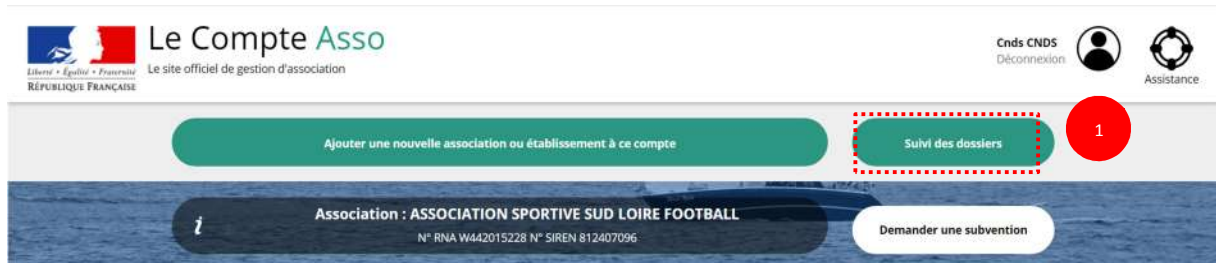 Le Compte Asso
Le site officiel de gestion d'association
Liberté • Égalité • Fraternité
RÉPUBLIQUE FRANÇAISE
Cnds CNDS
Déconnexion
Assistance
Ajouter une nouvelle association ou établissement à ce compte
Suivi des dossiers
1
i
Association : ASSOCIATION SPORTIVE SUD LOIRE FOOTBALL
N° RNA W442015228 N° SIREN 812407096
Demander une subvention